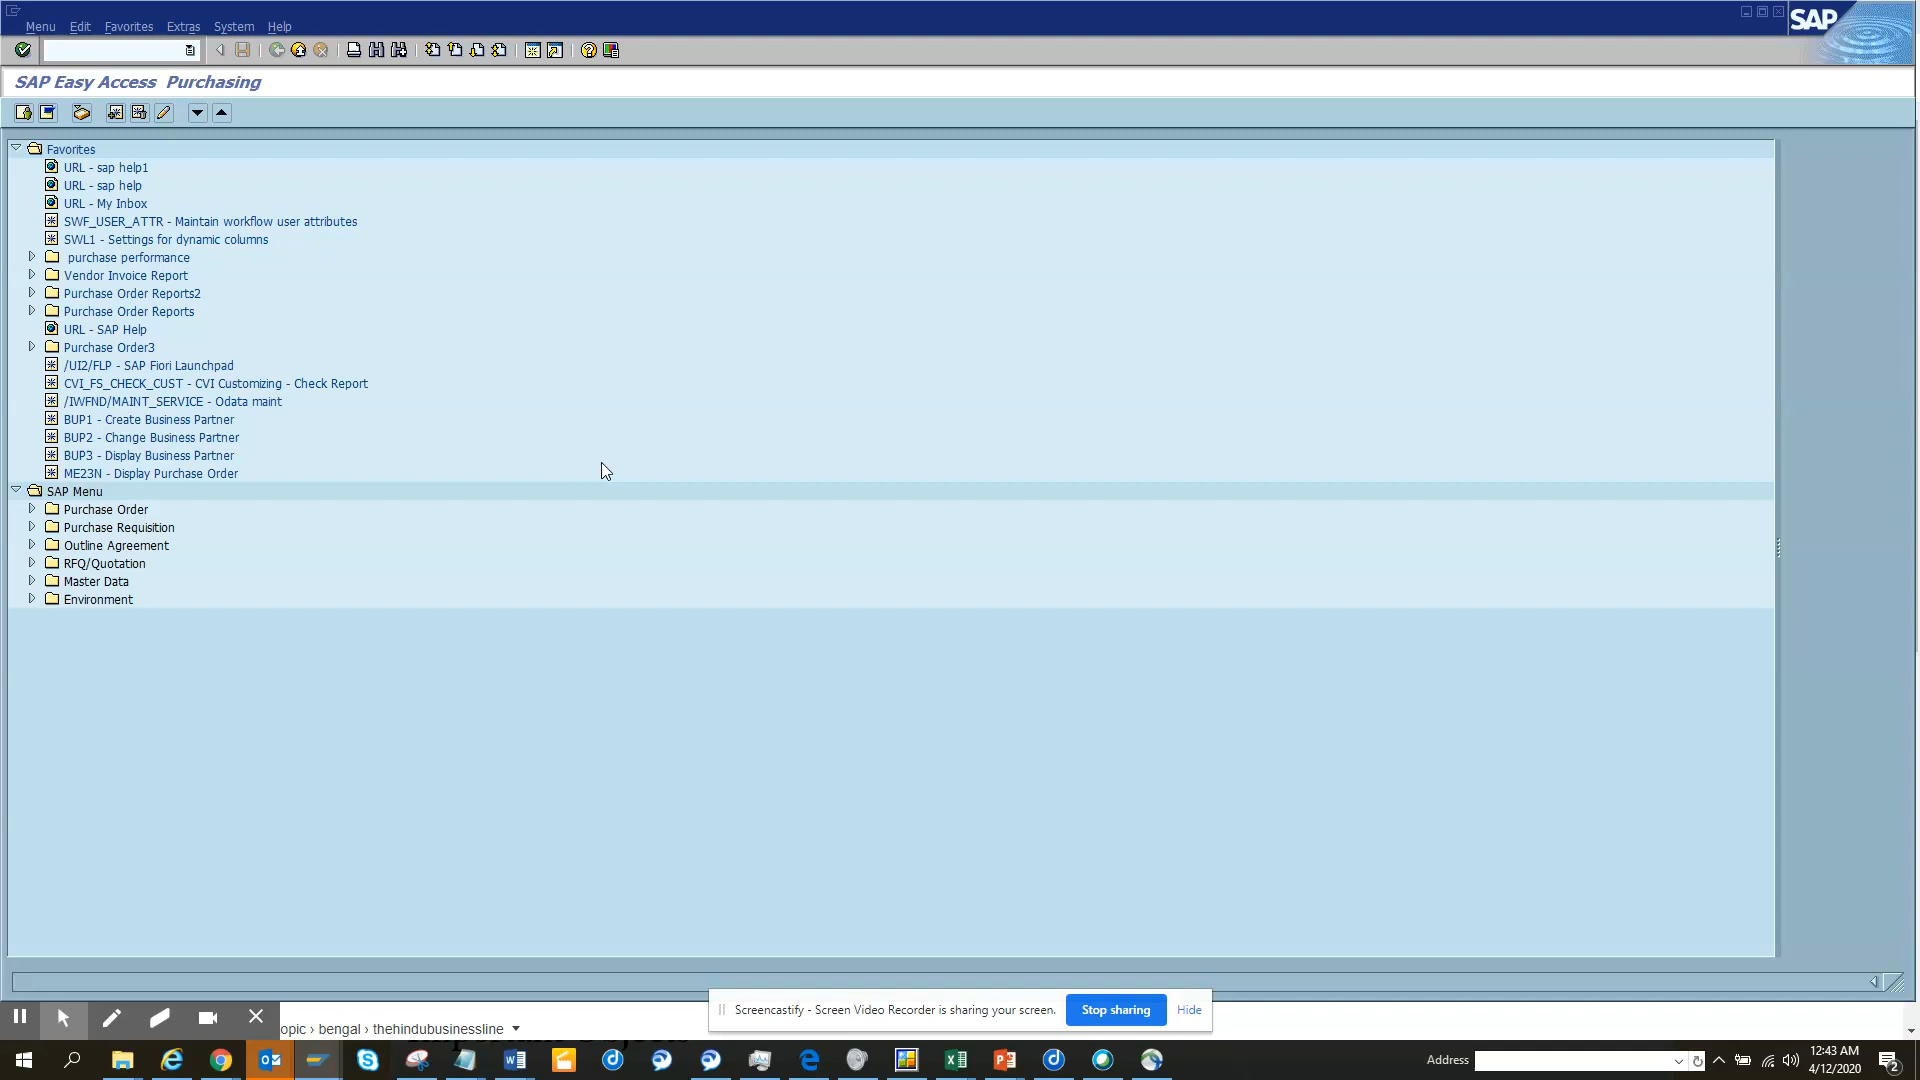 Menu Edit Favorites Extras System Help
SAP
SAP Easy Access Purchasing
Favorites
URL - sap help1
URL - sap help
URL - My Inbox
SWF_USER_ATTR - Maintain workflow user attributes
SWL1 - Settings for dynamic columns
purchase performance
Vendor Invoice Report
Purchase Order Reports2
Purchase Order Reports
URL - SAP Help
Purchase Order3
/UI2/FLP - SAP Fiori Launchpad
CVI_FS_CHECK_CUST - CVI Customizing - Check Report
/IWFND/MAINT_SERVICE - Odata maint
BUP1 - Create Business Partner
BUP2 - Change Business Partner
BUP3 - Display Business Partner
ME23N - Display Purchase Order
SAP Menu
Purchase Order
Purchase Requisition
Outline Agreement
RFQ/Quotation
Master Data
Environment
Screencastify - Screen Video Recorder is sharing your screen. Stop sharing Hide
opic › bengal › thehindubusinessline
Address
12:43 AM
4/12/2020
2